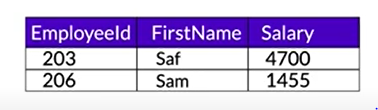 EmployeeId FirstName Salary
203 Saf 4700
206 Sam 1455